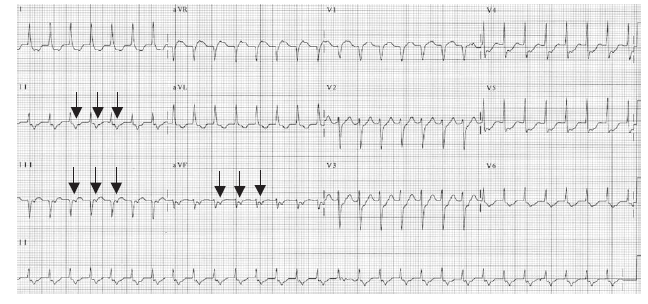 I aVR V1 V4
II aVL V2 V5
III aVF V3 V6
II